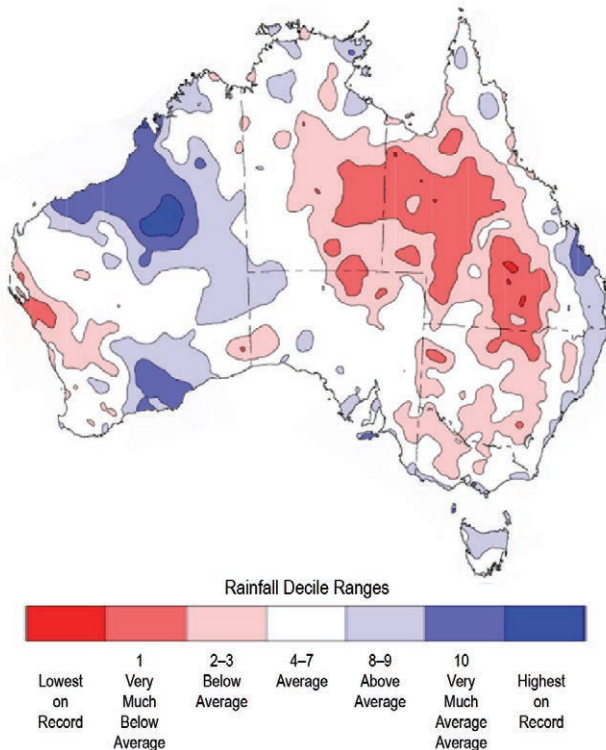 Rainfall Decile Ranges
Lowest
on
Record
1
Very
Much
Below
Average
2–3
Below
Average
4–7
Average
8–9
Above
Average
10
Very
Much
Average
Average
Highest
on
Record